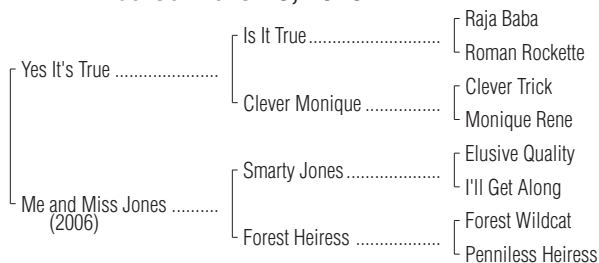 Is It True
Raja Baba
Roman Rockette
Yes It's True
Clever Monique
Clever Trick
Monique Rene
Smarty Jones
Elusive Quality
I'll Get Along
Me and Miss Jones
(2006)
Forest Heiress
Forest Wildcat
Penniless Heiress